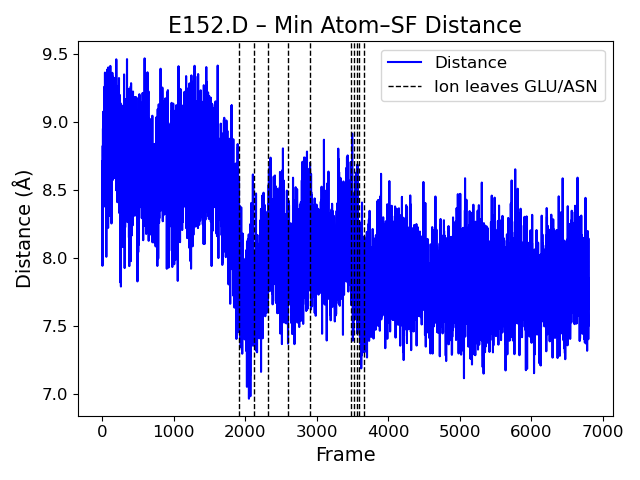 E152.D – Min Atom–SF Distance
Distance
Ion leaves GLU/ASN
Distance (Å)
9.5
9.0
8.5
8.0
7.5
7.0
0 1000 2000 3000 4000 5000 6000 7000
Frame